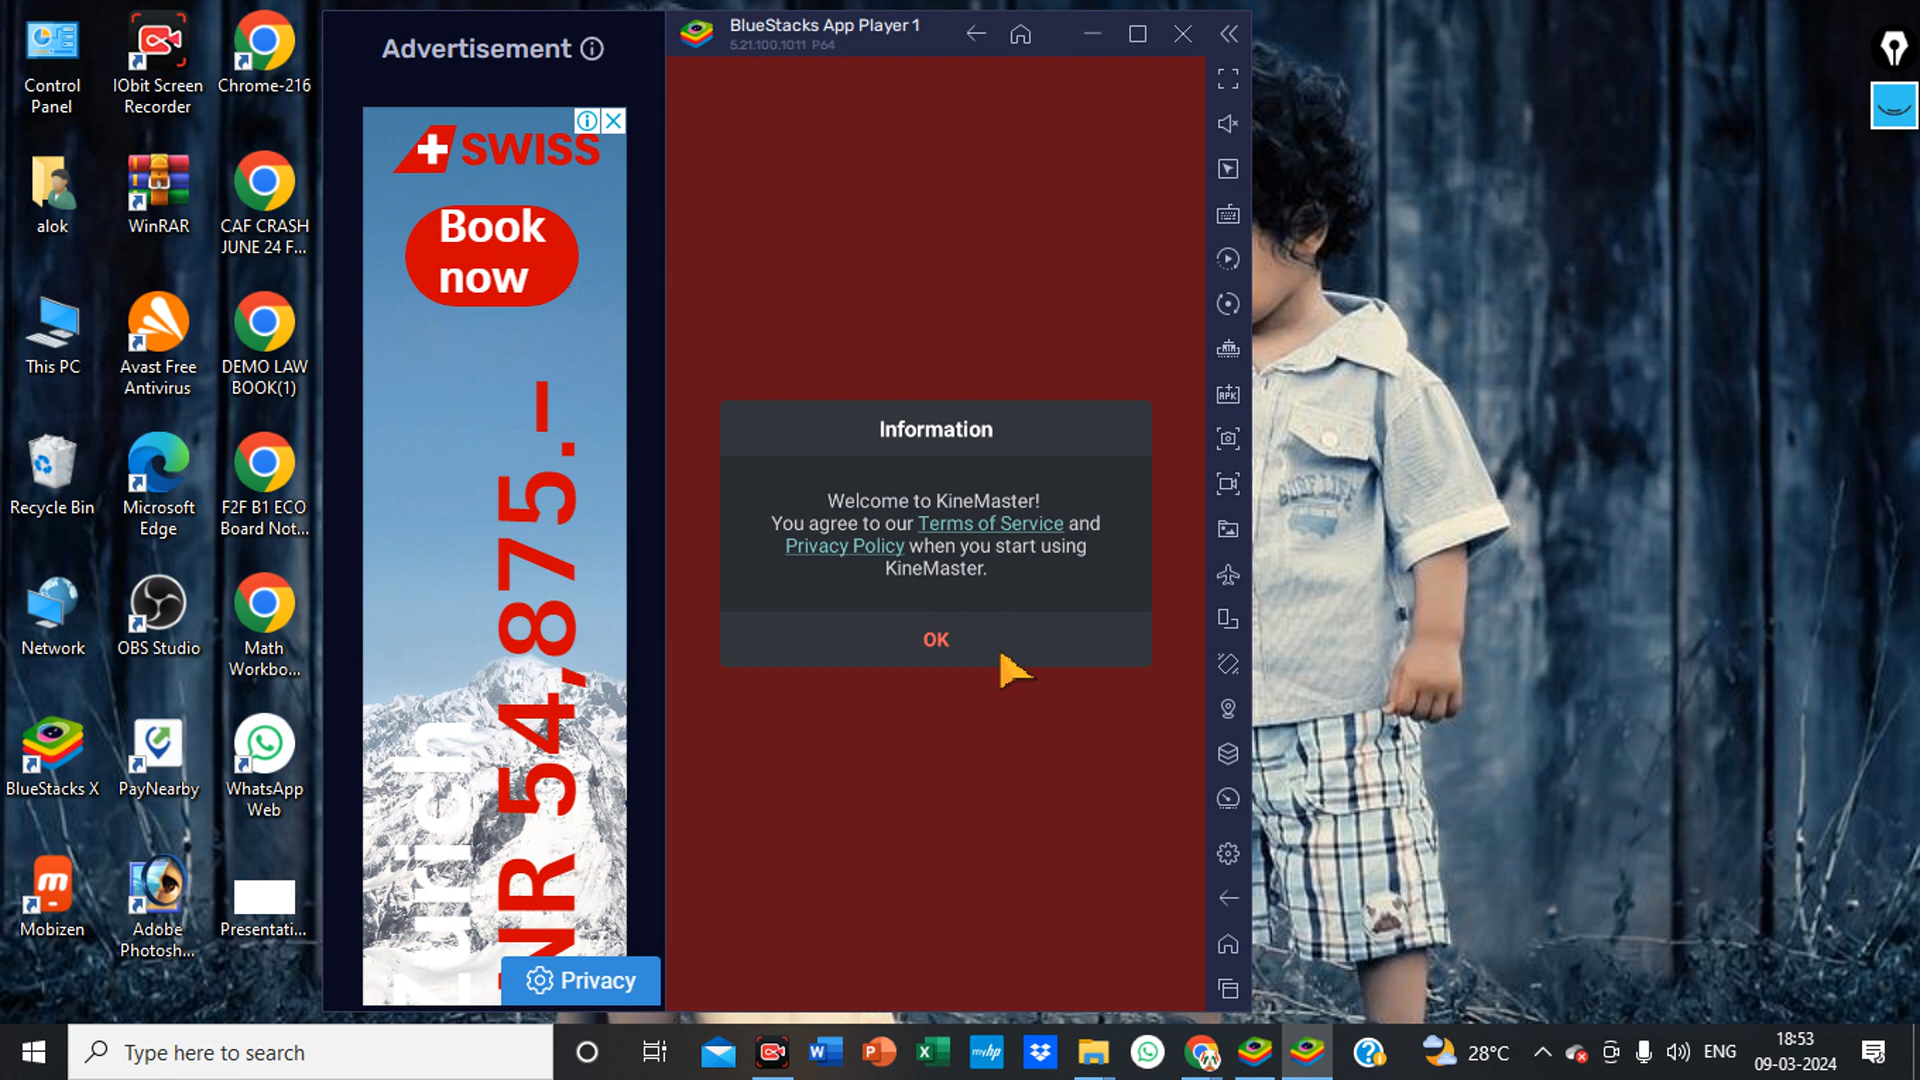 Control
Panel
IObit Screen
Recorder
Chrome-216
alok
WinRAR
CAF CRASH
JUNE 24 F...
This PC
Avast Free
Antivirus
DEMO LAW
BOOK(1)
Recycle Bin
Microsoft
Edge
F2F B1 ECO
Board Not...
Network
OBS Studio
Math
Workbo...
BlueStacks X
PayNearby
WhatsApp
Web
Mobizen
Adobe
Photosh...
Presentati...
Advertisement
SWISS
Book
now
Zurich
INR 54,875.-
Privacy
BlueStacks App Player 1
5.21.100.1011 P64
Information
Welcome to KineMaster!
You agree to our Terms of Service and
Privacy Policy when you start using
KineMaster.
OK
Type here to search
28°C
ENG
18:53
09-03-2024